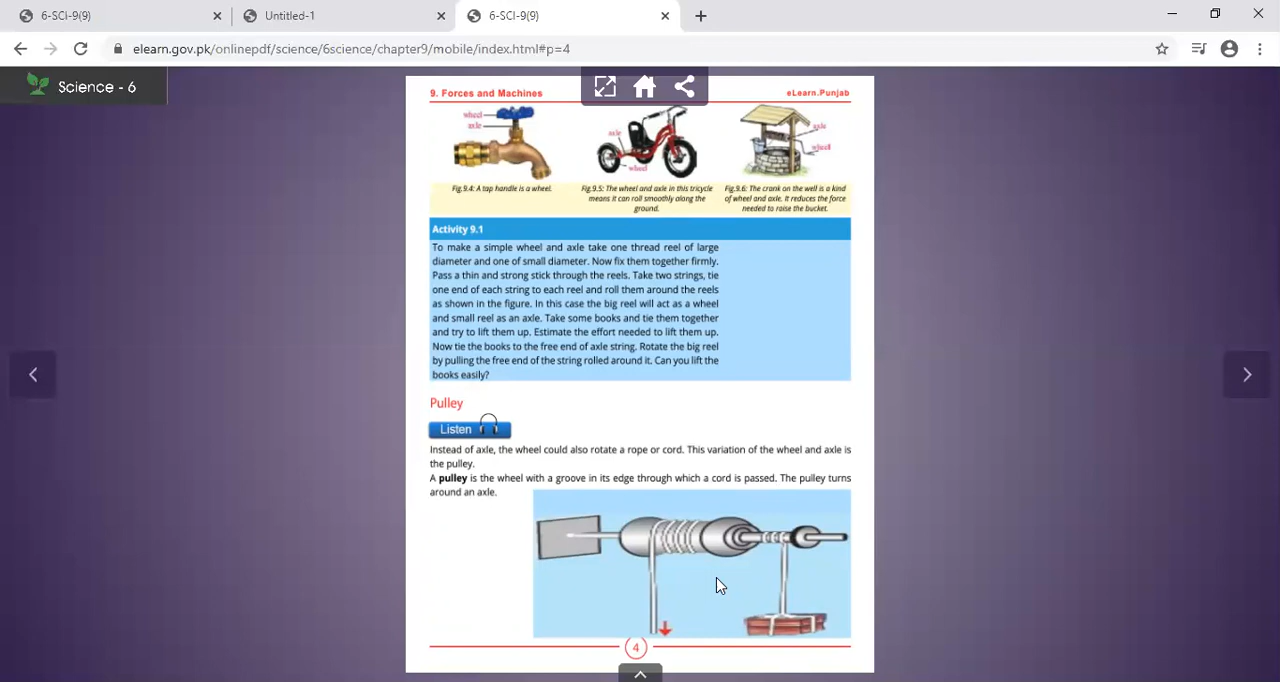 6-SCI-9(9)
Untitled-1
6-SCI-9(9)
elearn.gov.pk/onlinepdf/science/6science/chapter9/mobile/index.html#p=4
Science - 6
9. Forces and Machines
eLearn.Punjab
wheel
axle
axle
wheel
axle
wheel
Fig.9.4: A tap handle is a wheel.
Fig.9.5: The wheel and axle in this tricycle
means it can roll smoothly along the
ground.
Fig.9.6: The crank on the well is a kind
of wheel and axle. It reduces the force
needed to raise the bucket.
Activity 9.1
To make a simple wheel and axle take one thread reel of large
diameter and one of small diameter. Now fix them together firmly.
Pass a thin and strong stick through the reels. Take two strings, tie
one end of each string to each reel and roll them around the reels
as shown in the figure. In this case the big reel will act as a wheel
and small reel as an axle. Take some books and tie them together
and try to lift them up. Estimate the effort needed to lift them up.
Now tie the books to the free end of axle string. Rotate the big reel
by pulling the free end of the string rolled around it. Can you lift the
books easily?
Pulley
Listen
Instead of axle, the wheel could also rotate a rope or cord. This variation of the wheel and axle is
the pulley.
A pulley is the wheel with a groove in its edge through which a cord is passed. The pulley turns
around an axle.
4